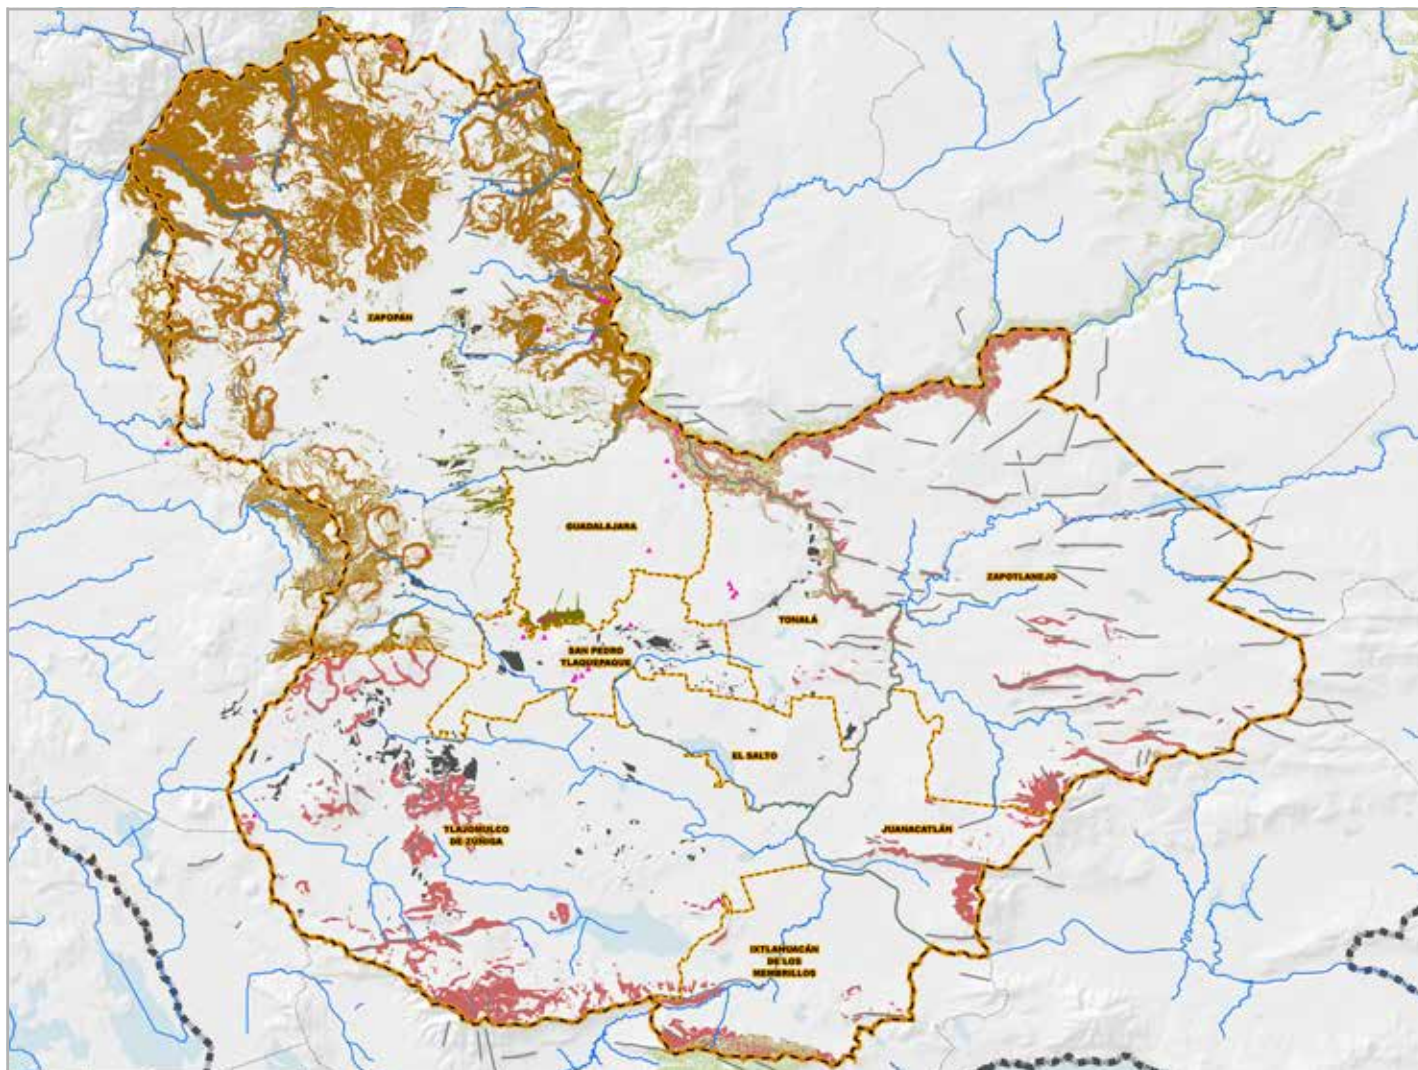 ZAPOPAN
GUADALAJARA
ZAPOTLANEJO
TONALÁ
SAN PEDRO
TLAQUEPAQUE
EL SALTO
TLAJOMULCO
DE ZÚÑIGA
JUANACATLÁN
IXTLAHUACÁN
DE LOS
MEMBRILLOS